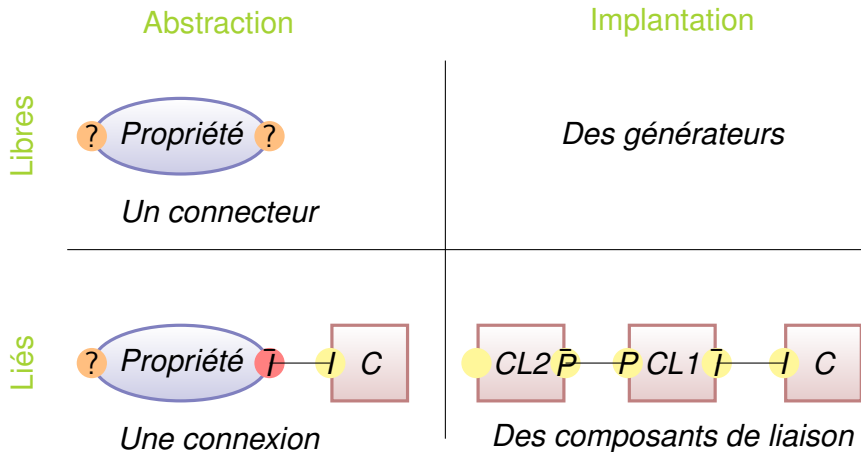 Abstraction
Implantation
Libres
? Propriété ?
Un connecteur
Des générateurs
Liés
? Propriété Ī I C
Une connexion
CL2 P̄ P CL1 Ī I C
Des composants de liaison